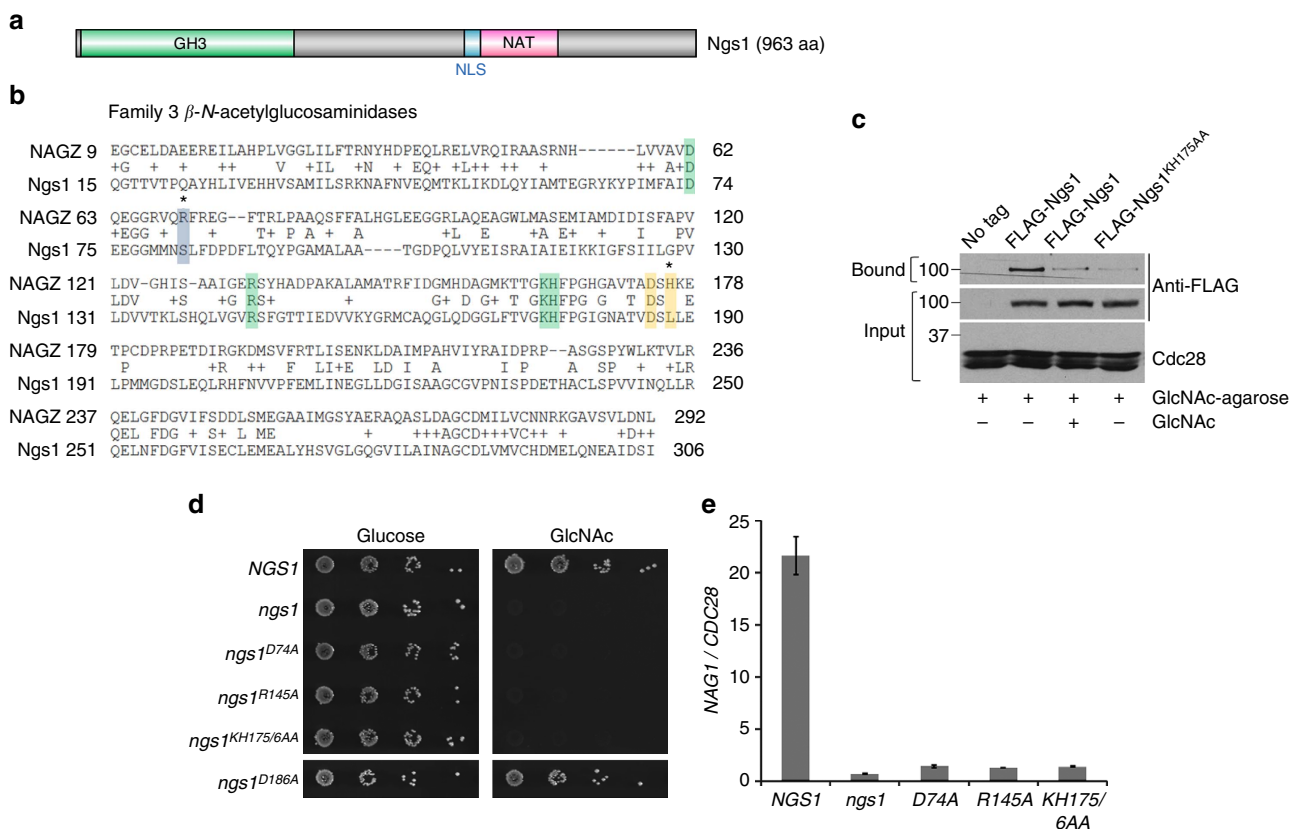 a
GH3
NAT
Ngs1 (963 aa)
NLS
b
Family 3 β-N-acetylglucosaminidases
NAGZ 9 EGCELDAEEREILAHPLVGGLILFTRNYHDPEQLRELVRQIRAASRNH------LVVAVD 62
+G + + ++ V +IL +N + EQ+ +L++ ++ + + A+D
Ngs1 15 QGTTVTPQAYHLIVEHHVSAMILSRKNAFNVEQMTKLIKDLQYIAMTEGRYKYPIMFAID 74
*
NAGZ 63 QEGGRVQRFREG--FTRLPAAQSFFALHGLEEGGRLAQEAGWLMASEMIAMDIDISFAPV 120
+EGG + F T+ P A + A + L E +A AE+ + I PV
Ngs1 75 EEGGMMNSLFDPDFLTQYPGAMALAA----TGDPQLVYEISRAIAIEIKKIGFSIILGPV 130
*
NAGZ 121 LDV-GHIS-AAIGERSYHADPAKALAMATRFIDGMHDAGMKTTGKHFPGHGAVTADSHKE 178
LDV +S G RS+ G+ D G+ T GKHFPG G T DS E
Ngs1 131 LDVVTKLSHQLVGVRSFGTTIEDVVKYGRMCAQGLQDGGLFTVGKHFPGIGNATVDSLLE 190
NAGZ 179 TPCDPRPETDIRGKDMSVFRTLISENKLDAIMPAHVIYRAIDPRP--ASGSPYWLKTVLR 236
P +R ++ F LI+E LD I A I P A SP + +LR
Ngs1 191 LPMMGDSLEQLRHFNVVPFEMLINEGLLDGISAAGCGVPNISPDETHACLSPVVINQLLR 250
NAGZ 237 QELGFDGVIFSDDLSMEGAAIMGSYAERAQASLDAGCDMILVCNNRKGAVSVLDNL 292
QEL FDG + S+ L ME + +++AGCD+++VC++ + +D++
Ngs1 251 QELNFDGFVISECLEMEALYHSVGLGQGVILAINAGCDLVMVCHDMELQNEAIDSI 306
c
No tag
FLAG-Ngs1
FLAG-Ngs1
FLAG-Ngs1KH175AA
Bound
100
Anti-FLAG
100
Input
37
Cdc28
+ + + + GlcNAc-agarose
– – + – GlcNAc
d
Glucose GlcNAc
NGS1
ngs1
ngs1D74A
ngs1R145A
ngs1KH175/6AA
ngs1D186A
e
NAG1 / CDC28
25
20
15
10
5
0
NGS1 ngs1 D74A R145A KH175/
6AA